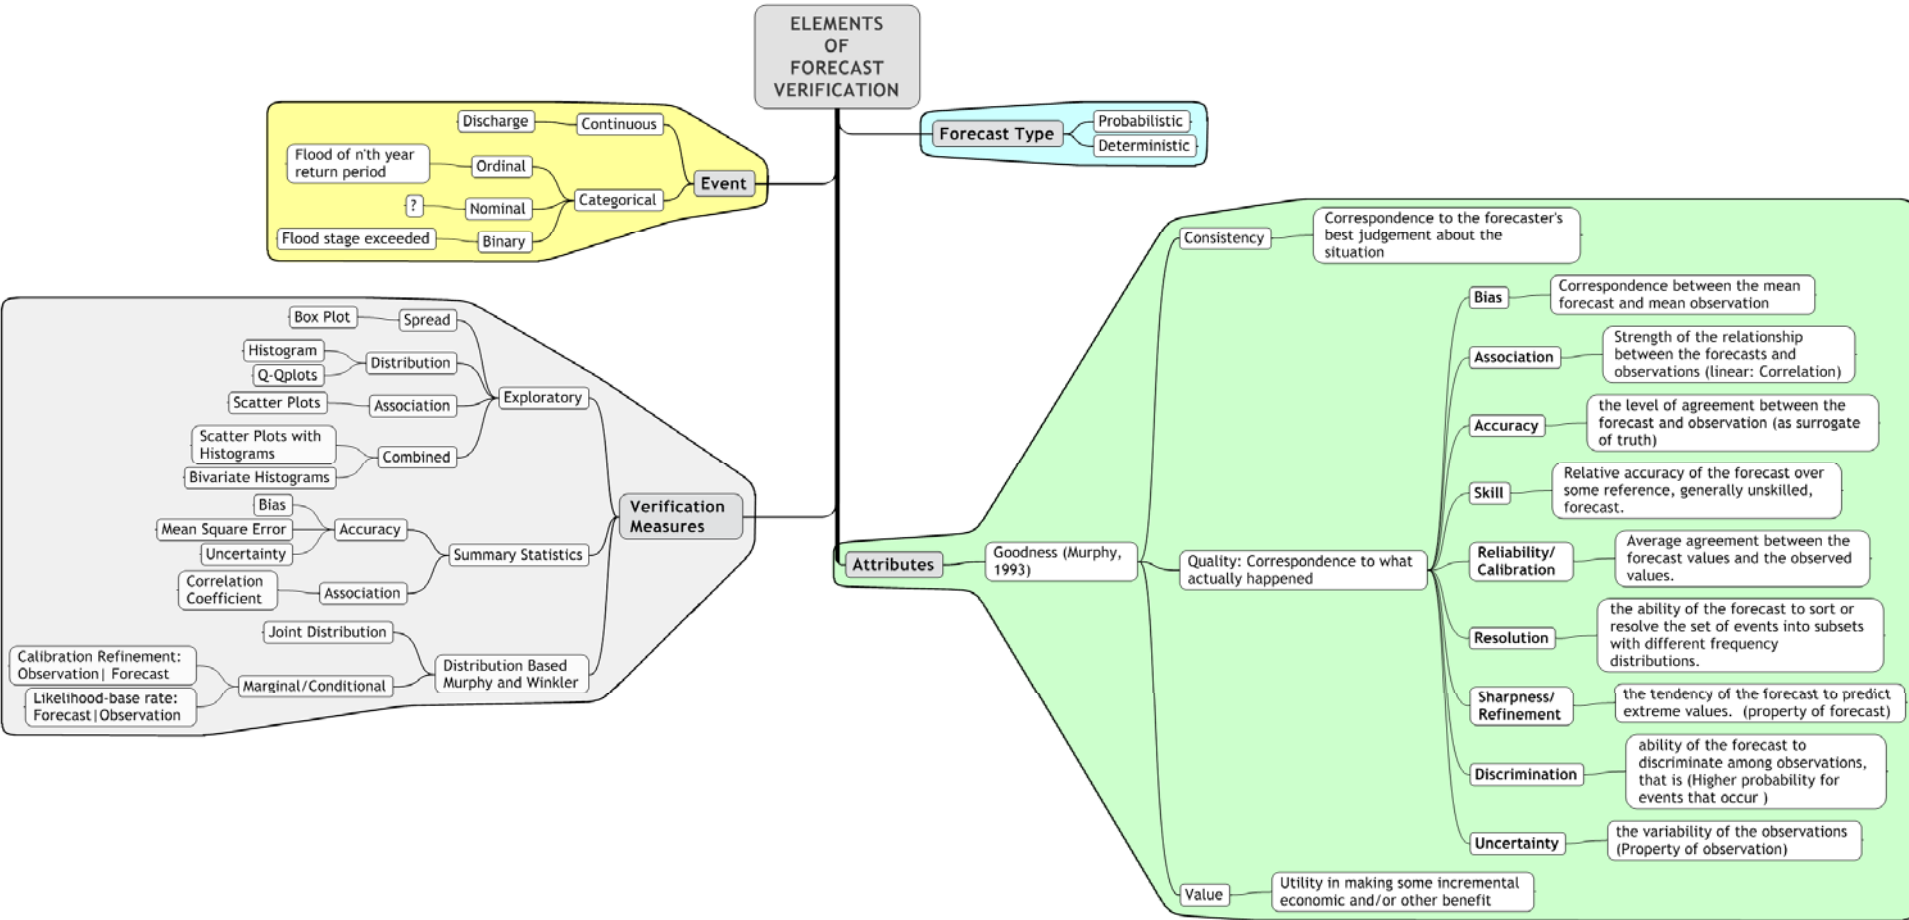 ELEMENTS
OF
FORECAST
VERIFICATION
Forecast Type
Probabilistic
Deterministic
Event
Continuous
Discharge
Categorical
Ordinal
Flood of n'th year
return period
Nominal
?
Binary
Flood stage exceeded
Verification
Measures
Exploratory
Spread
Box Plot
Distribution
Histogram
Q-Qplots
Association
Scatter Plots
Combined
Scatter Plots with
Histograms
Bivariate Histograms
Summary Statistics
Accuracy
Bias
Mean Square Error
Uncertainty
Association
Correlation
Coefficient
Distribution Based
Murphy and Winkler
Joint Distribution
Marginal/Conditional
Calibration Refinement:
Observation| Forecast
Likelihood-base rate:
Forecast|Observation
Attributes
Goodness (Murphy,
1993)
Consistency
Correspondence to the forecaster's
best judgement about the
situation
Quality: Correspondence to what
actually happened
Bias
Correspondence between the mean
forecast and mean observation
Association
Strength of the relationship
between the forecasts and
observations (linear: Correlation)
Accuracy
the level of agreement between the
forecast and observation (as surrogate
of truth)
Skill
Relative accuracy of the forecast over
some reference, generally unskilled,
forecast.
Reliability/
Calibration
Average agreement between the
forecast values and the observed
values.
Resolution
the ability of the forecast to sort or
resolve the set of events into subsets
with different frequency
distributions.
Sharpness/
Refinement
the tendency of the forecast to predict
extreme values. (property of forecast)
Discrimination
ability of the forecast to
discriminate among observations,
that is (Higher probability for
events that occur )
Uncertainty
the variability of the observations
(Property of observation)
Value
Utility in making some incremental
economic and/or other benefit